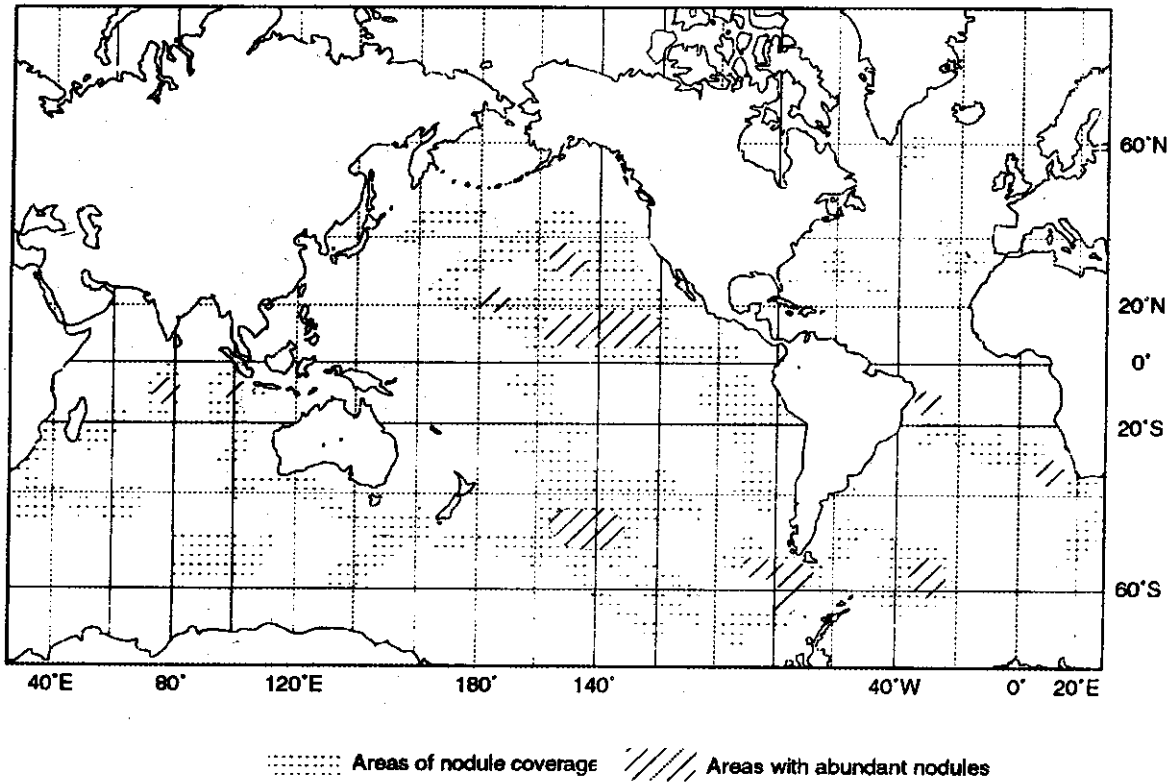 60°N
20°N
0°
20°S
60°S
40°E 80° 120°E 180° 140° 40°W 0° 20°E
Areas of nodule coverage Areas with abundant nodules